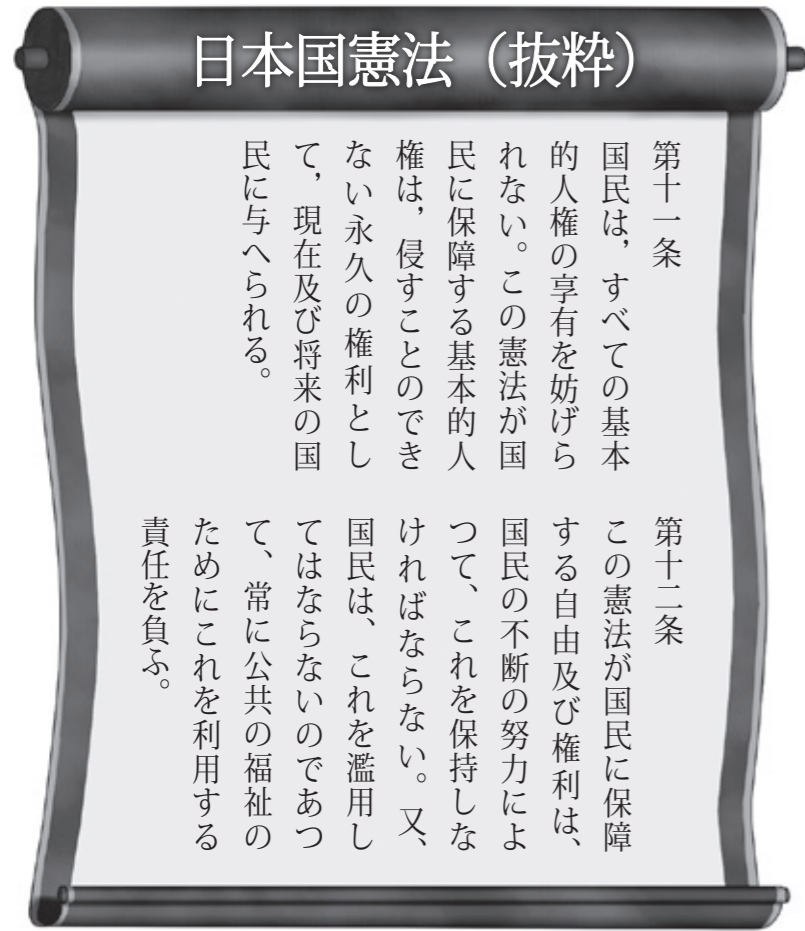 日本国憲法（抜粋）
第十一条
国民は，すべての基本
的人権の享有を妨げら
れない。この憲法が国
民に保障する基本的人
権は，侵すことのでき
ない永久の権利とし
て，現在及び将来の国
民に与へられる。
第十二条
この憲法が国民に保障
する自由及び権利は、
国民の不断の努力によ
つて、これを保持しな
ければならない。又、
国民は、これを濫用し
てはならないのであつ
て、常に公共の福祉の
ためにこれを利用する
責任を負ふ。